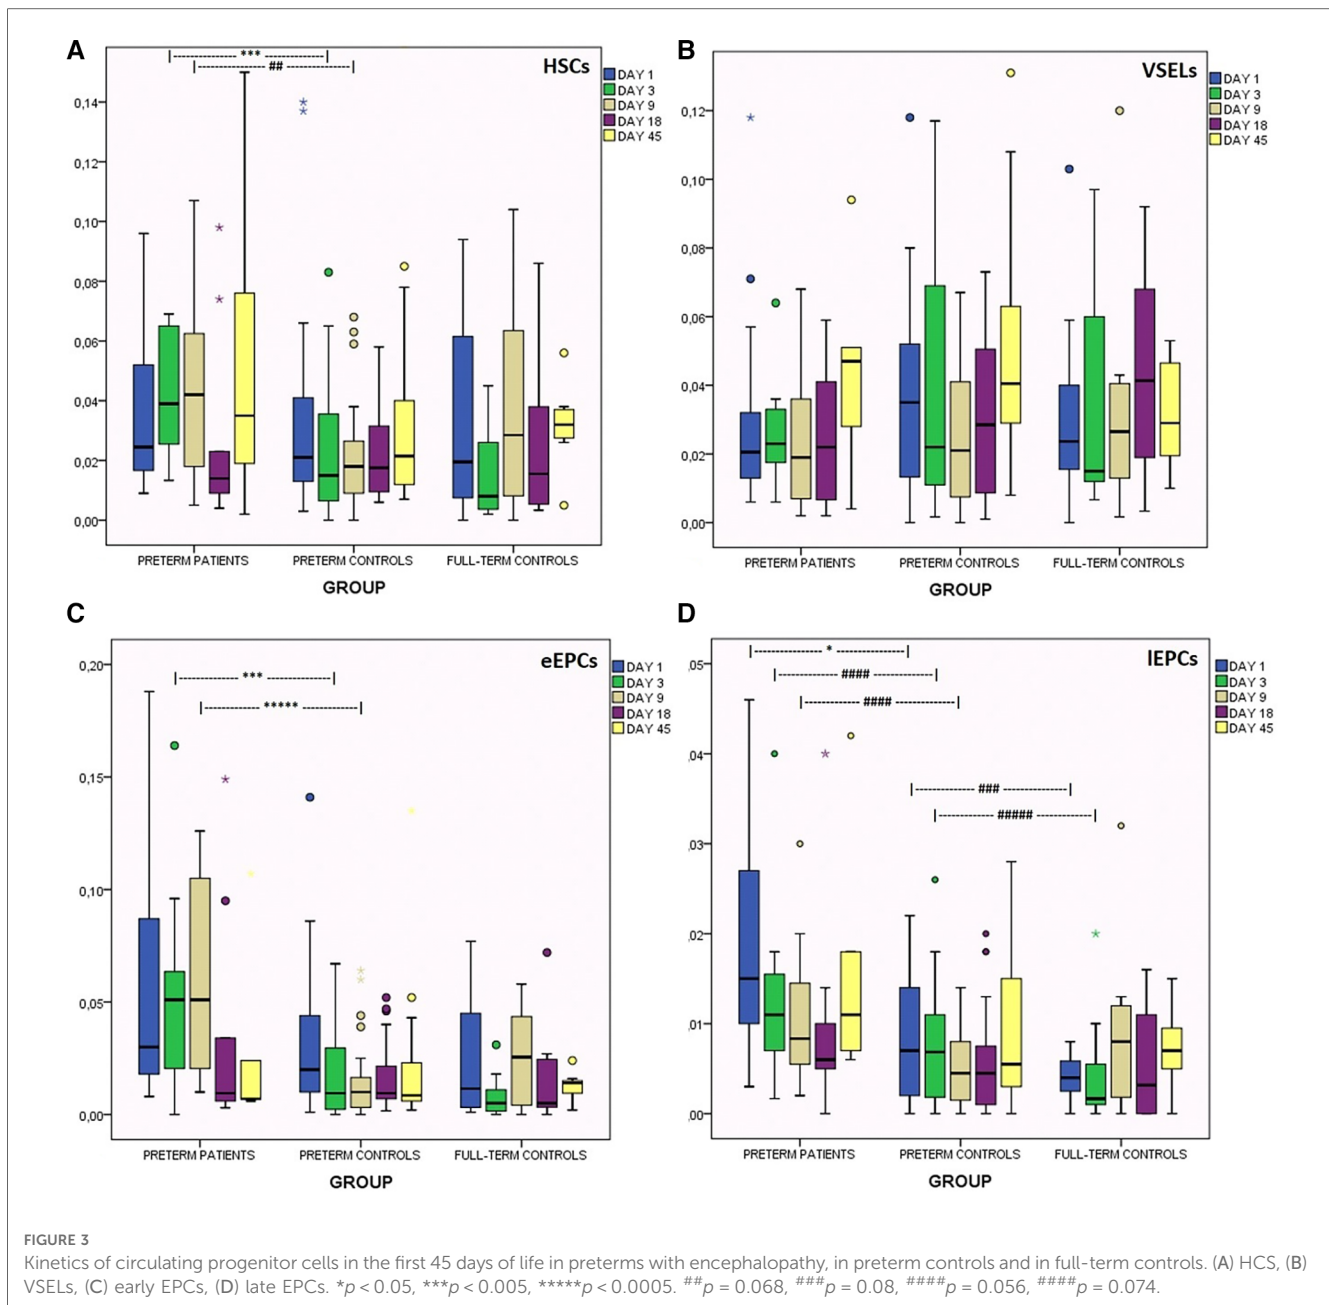 A
HSCs
|---------------- *** ----------------|
|---------------- ## ----------------|
DAY 1
DAY 3
DAY 9
DAY 18
DAY 45
0,14
0,12
0,10
0,08
0,06
0,04
0,02
0,00
PRETERM PATIENTS PRETERM CONTROLS FULL-TERM CONTROLS
GROUP
B
VSELs
DAY 1
DAY 3
DAY 9
DAY 18
DAY 45
0,12
0,10
0,08
0,06
0,04
0,02
0,00
PRETERM PATIENTS PRETERM CONTROLS FULL-TERM CONTROLS
GROUP
C
eEPCs
|---------------- *** ----------------|
|---------------- ***** ----------------|
DAY 1
DAY 3
DAY 9
DAY 18
DAY 45
0,20
0,15
0,10
0,05
0,00
PRETERM PATIENTS PRETERM CONTROLS FULL-TERM CONTROLS
GROUP
D
lEPCs
|---------------- * ----------------|
|---------------- #### ----------------|
|---------------- #### ----------------|
|---------------- ### ----------------|
|---------------- ##### ----------------|
DAY 1
DAY 3
DAY 9
DAY 18
DAY 45
,05
,04
,03
,02
,01
,00
PRETERM PATIENTS PRETERM CONTROLS FULL-TERM CONTROLS
GROUP
FIGURE 3
Kinetics of circulating progenitor cells in the first 45 days of life in preterms with encephalopathy, in preterm controls and in full-term controls. (A) HCS, (B)
VSELs, (C) early EPCs, (D) late EPCs. *p < 0.05, ***p < 0.005, *****p < 0.0005. ##p = 0.068, ###p = 0.08, ####p = 0.056, ####p = 0.074.